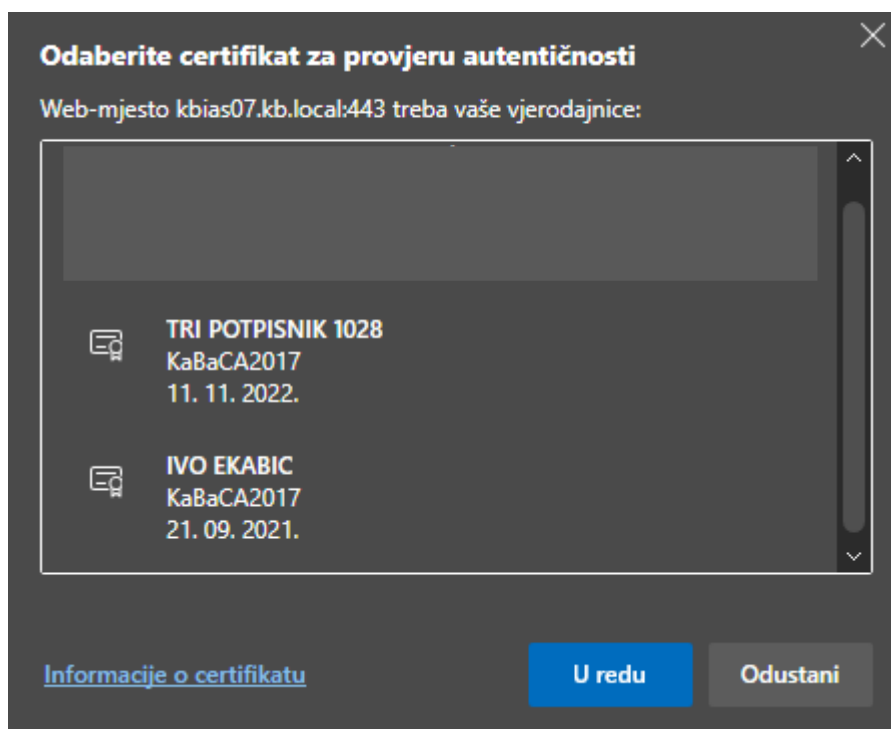 Odaberite certifikat za provjeru autentičnosti
Web-mjesto kbias07.kb.local:443 treba vaše vjerodajnice:
TRI POTPISNIK 1028
KaBaCA2017
11. 11. 2022.
IVO EKABIC
KaBaCA2017
21. 09. 2021.
Informacije o certifikatu
U redu
Odustani